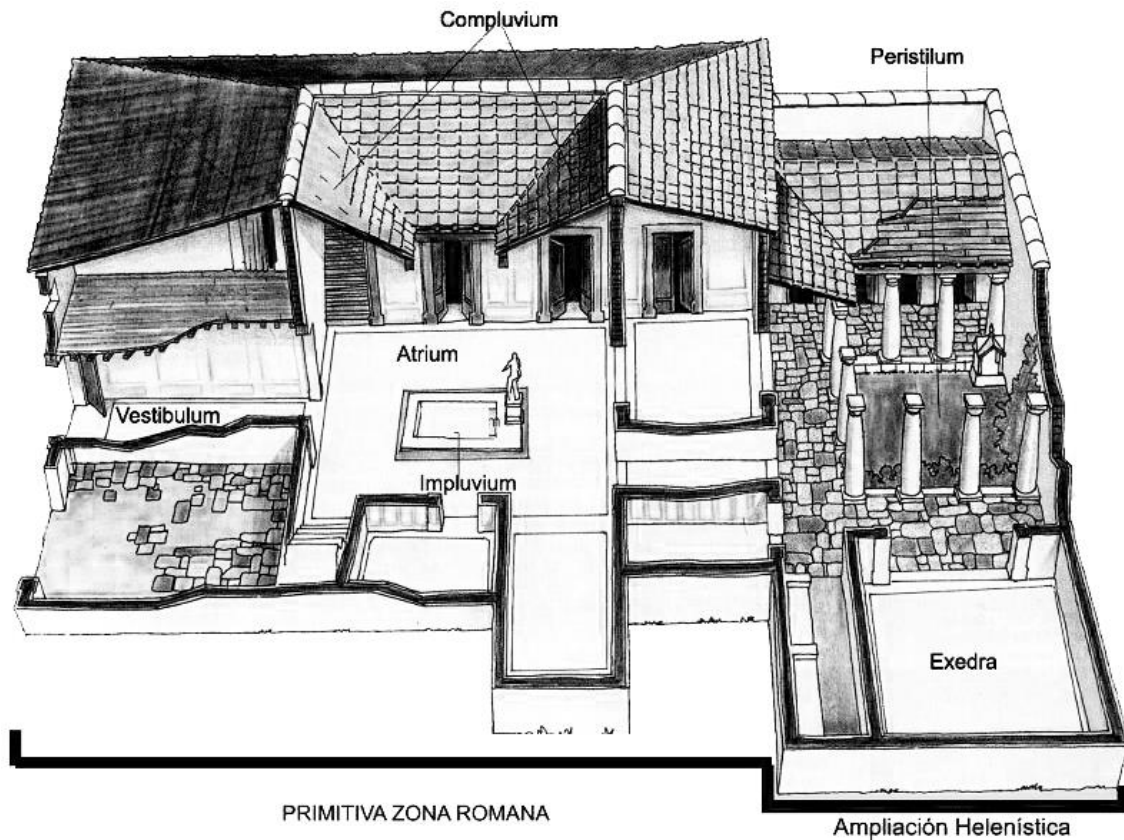 Compluvium
Peristilum
Atrium
Vestibulum
Impluvium
Exedra
PRIMITIVA ZONA ROMANA
Ampliación Helenística